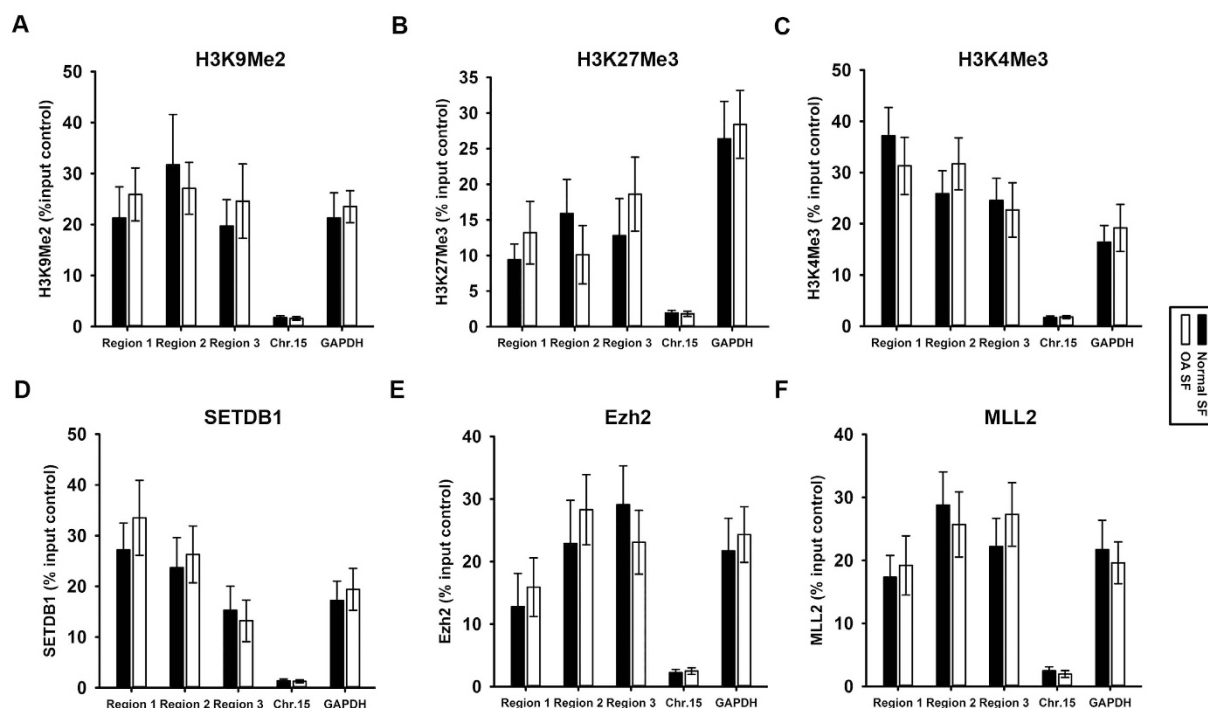 A
H3K9Me2
H3K9Me2 (%input control)
50
40
30
20
10
0
Region 1 Region 2 Region 3 Chr.15 GAPDH
B
H3K27Me3
H3K27Me3 (% input control)
35
30
25
20
15
10
5
0
Region 1 Region 2 Region 3 Chr.15 GAPDH
C
H3K4Me3
H3K4Me3 (% input control)
50
40
30
20
10
0
Region 1 Region 2 Region 3 Chr.15 GAPDH
Normal SF
OA SF
D
SETDB1
SETDB1 (% input control)
50
40
30
20
10
0
Region 1 Region 2 Region 3 Chr.15 GAPDH
E
Ezh2
Ezh2 (% input control)
40
30
20
10
0
Region 1 Region 2 Region 3 Chr.15 GAPDH
F
MLL2
MLL2 (% input control)
40
30
20
10
0
Region 1 Region 2 Region 3 Chr.15 GAPDH